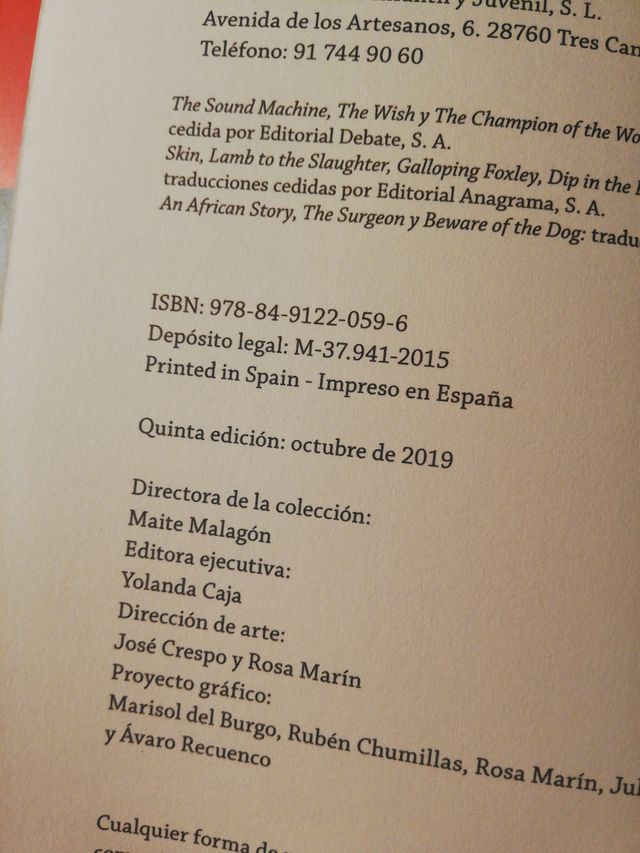 y Juvenil, S. L.
Avenida de los Artesanos, 6. 28760 Tres
Teléfono: 91 744 90 60
The Sound Machine, The Wish y The Champion of the
cedida por Editorial Debate, S. A.
Skin, Lamb to the Slaughter, Galloping Foxley, Dip in the
traducciones cedidas por Editorial Anagrama, S. A.
An African Story, The Surgeon y Beware of the Dog:
ISBN: 978-84-9122-059-6
Depósito legal: M-37.941-2015
Printed in Spain - Impreso en España
Quinta edición: octubre de 2019
Directora de la colección:
Maite Malagón
Editora ejecutiva:
Yolanda Caja
Dirección de arte:
José Crespo y Rosa Marín
Proyecto gráfico:
Marisol del Burgo, Rubén Chumillas, Rosa Marín,
y Ávaro Recuenco
Cualquier forma